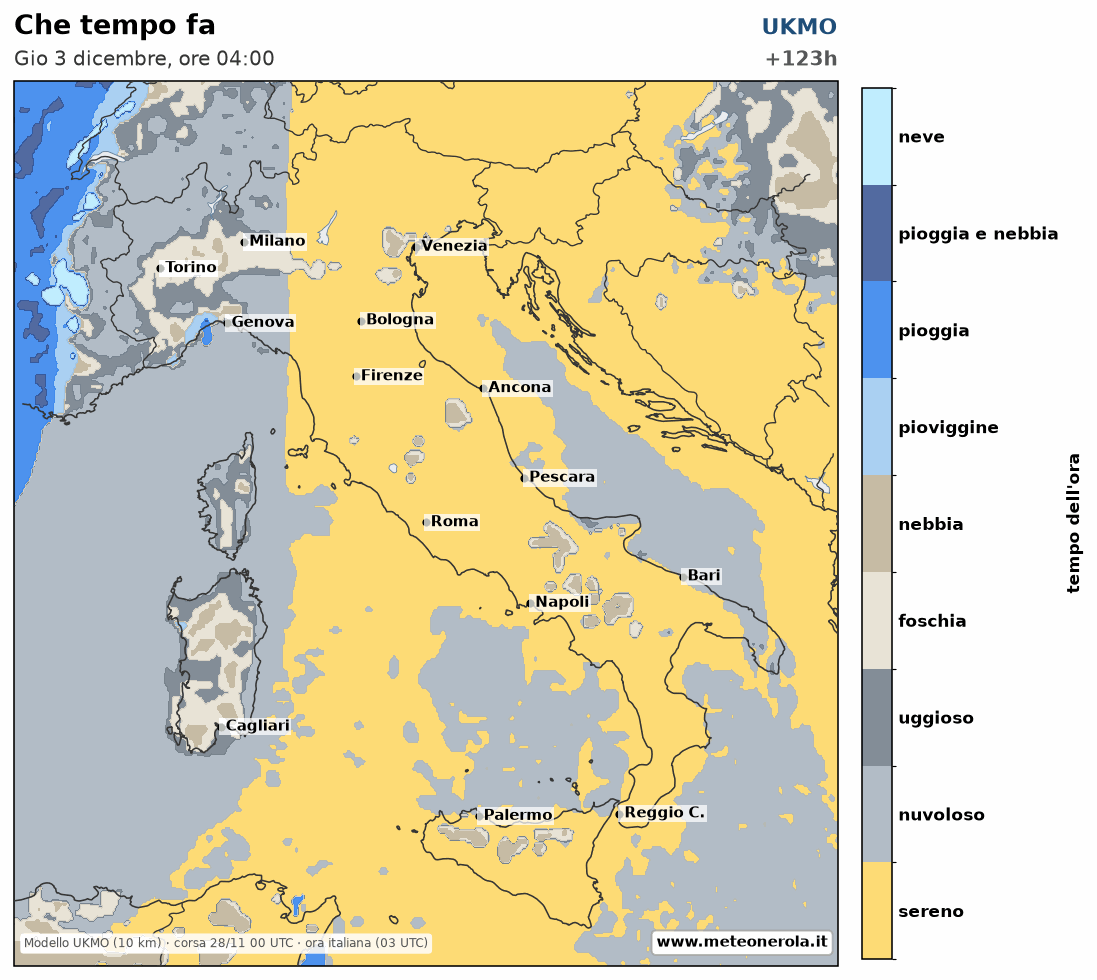 Che tempo fa
UKMO
Gio 3 dicembre, ore 04:00
+123h
neve
pioggia e nebbia
pioggia
pioviggine
nebbia
foschia
uggioso
nuvoloso
sereno
tempo dell'ora
Milano
Venezia
Torino
Genova
Bologna
Firenze
Ancona
Pescara
Roma
Bari
Napoli
Cagliari
Palermo
Reggio C.
Modello UKMO (10 km) · corsa 28/11 00 UTC · ora italiana (03 UTC)
www.meteonerola.it